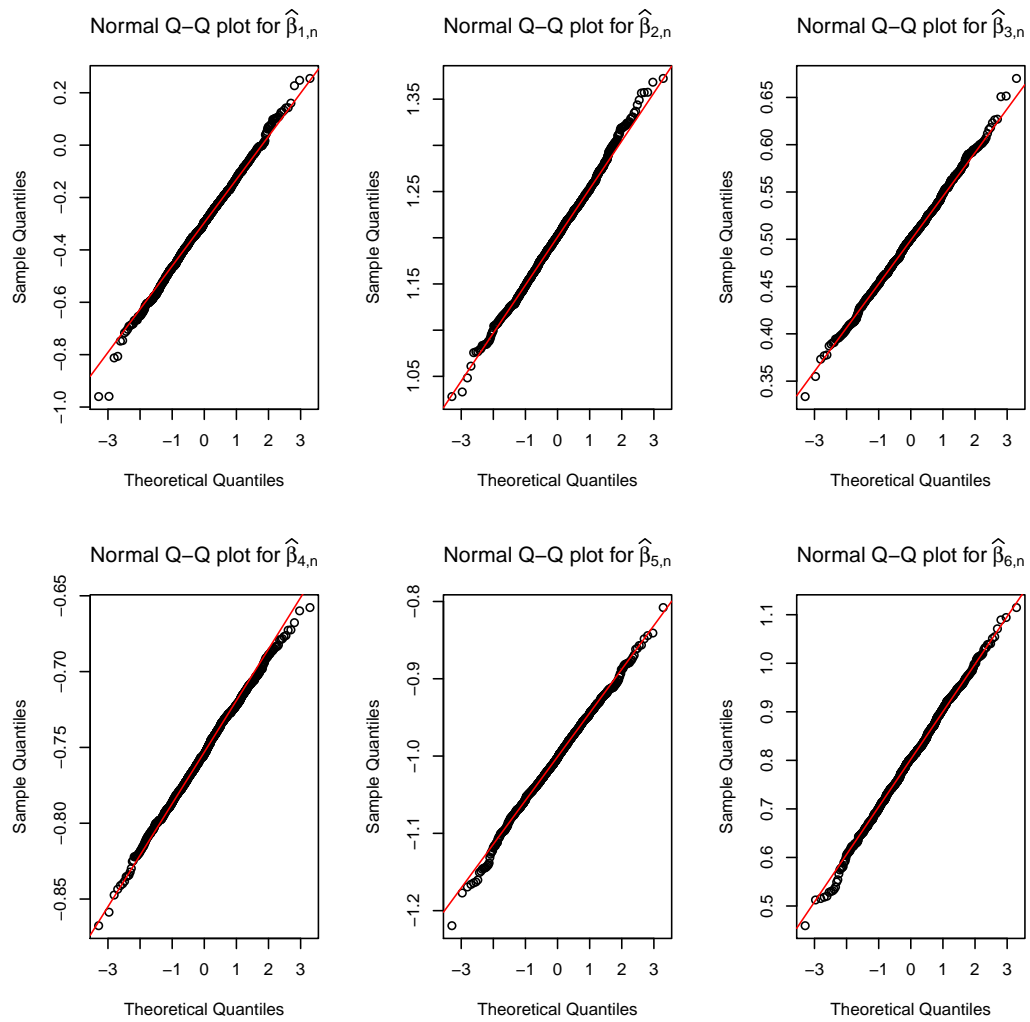 Normal Q−Q plot for β̂1,n
Sample Quantiles
0.2
0.0
−0.2
−0.4
−0.6
−0.8
−1.0
−3 −1 0 1 2 3
Theoretical Quantiles
Normal Q−Q plot for β̂2,n
Sample Quantiles
1.35
1.25
1.15
1.05
−3 −1 0 1 2 3
Theoretical Quantiles
Normal Q−Q plot for β̂3,n
Sample Quantiles
0.65
0.60
0.55
0.50
0.45
0.40
0.35
−3 −1 0 1 2 3
Theoretical Quantiles
Normal Q−Q plot for β̂4,n
Sample Quantiles
−0.65
−0.70
−0.75
−0.80
−0.85
−3 −1 0 1 2 3
Theoretical Quantiles
Normal Q−Q plot for β̂5,n
Sample Quantiles
−0.8
−0.9
−1.0
−1.1
−1.2
−3 −1 0 1 2 3
Theoretical Quantiles
Normal Q−Q plot for β̂6,n
Sample Quantiles
1.1
1.0
0.9
0.8
0.7
0.6
0.5
−3 −1 0 1 2 3
Theoretical Quantiles